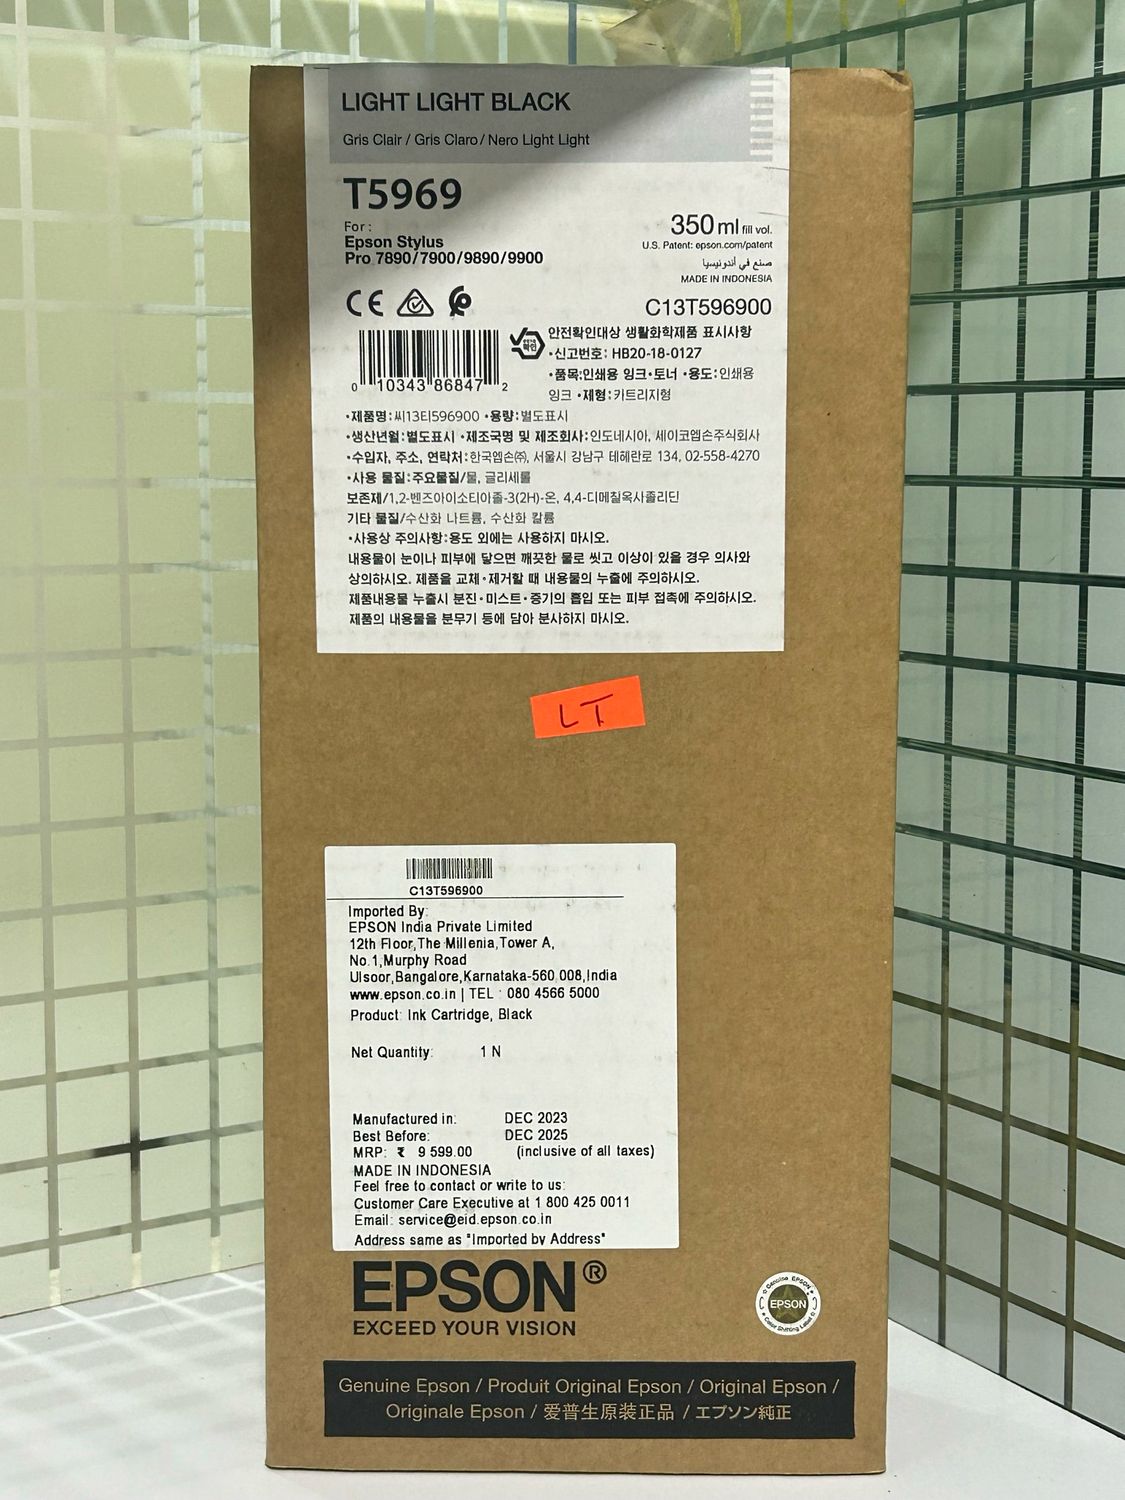 LIGHT LIGHT BLACK
Gris Clair / Gris Claro / Nero Light Light
T5969
For :
Epson Stylus
Pro 7890/7900/9890/9900
350 ml fill vol.
U.S. Patent: epson.com/patent
صنع في أندونيسيا
MADE IN INDONESIA
C13T596900
CE
0 10343 86847 2
확인
안전확인대상 생활화학제품 표시사항
•신고번호: HB20-18-0127
•품목:인쇄용 잉크•토너 •용도:인쇄용
잉크 •제형:카트리지형
•제품명:씨13티596900 •용량:별도표시
•생산년월:별도표시 •제조국명 및 제조회사:인도네시아, 세이코엡손주식회사
•수입자, 주소, 연락처:한국엡손㈜, 서울시 강남구 테헤란로 134, 02-558-4270
•사용 물질:주요물질/물, 글리세롤
보존제/1,2-벤즈아이소티아졸-3(2H)-온, 4,4-디메칠옥사졸리딘
기타 물질/수산화 나트륨, 수산화 칼륨
•사용상 주의사항:용도 외에는 사용하지 마시오.
내용물이 눈이나 피부에 닿으면 깨끗한 물로 씻고 이상이 있을 경우 의사와
상의하시오. 제품을 교체•제거할 때 내용물의 누출에 주의하시오.
제품내용물 누출시 분진•미스트•증기의 흡입 또는 피부 접촉에 주의하시오.
제품의 내용물을 분무기 등에 담아 분사하지 마시오.
LT
C13T596900
Imported By:
EPSON India Private Limited
12th Floor,The Millenia,Tower A,
No.1,Murphy Road
Ulsoor,Bangalore,Karnataka-560 008,India
www.epson.co.in | TEL : 080 4566 5000
Product: Ink Cartridge, Black
Net Quantity: 1 N
Manufactured in: DEC 2023
Best Before: DEC 2025
MRP: ₹ 9 599.00 (inclusive of all taxes)
MADE IN INDONESIA
Feel free to contact or write to us:
Customer Care Executive at 1 800 425 0011
Email: service@eid.epson.co.in
Address same as "Imported by Address"
EPSON®
EXCEED YOUR VISION
Genuine EPSON
EPSON
Color Shifting Label
Genuine Epson / Produit Original Epson / Original Epson /
Originale Epson / 爱普生原装正品 / エプソン純正